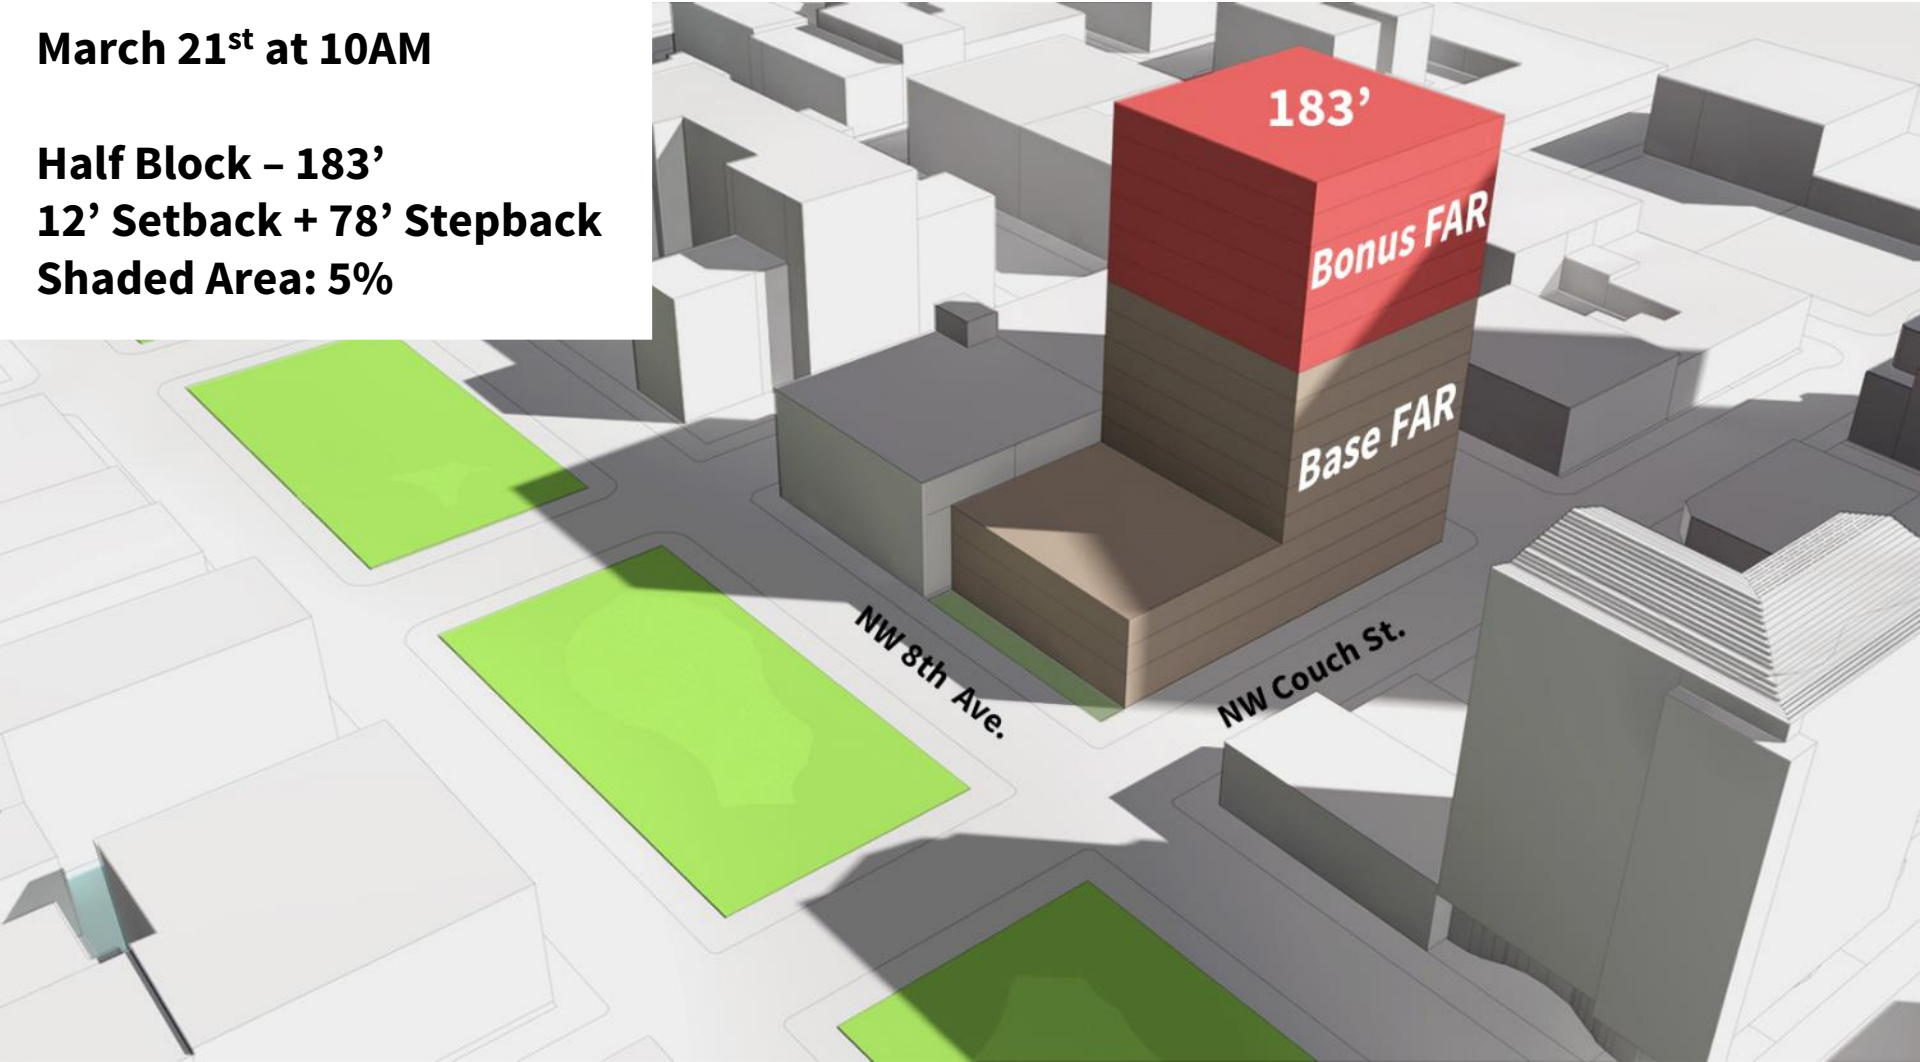 March 21st at 10AM
Half Block – 183’
12’ Setback + 78’ Stepback
Shaded Area: 5%
183’
Bonus FAR
Base FAR
NW 8th Ave.
NW Couch St.